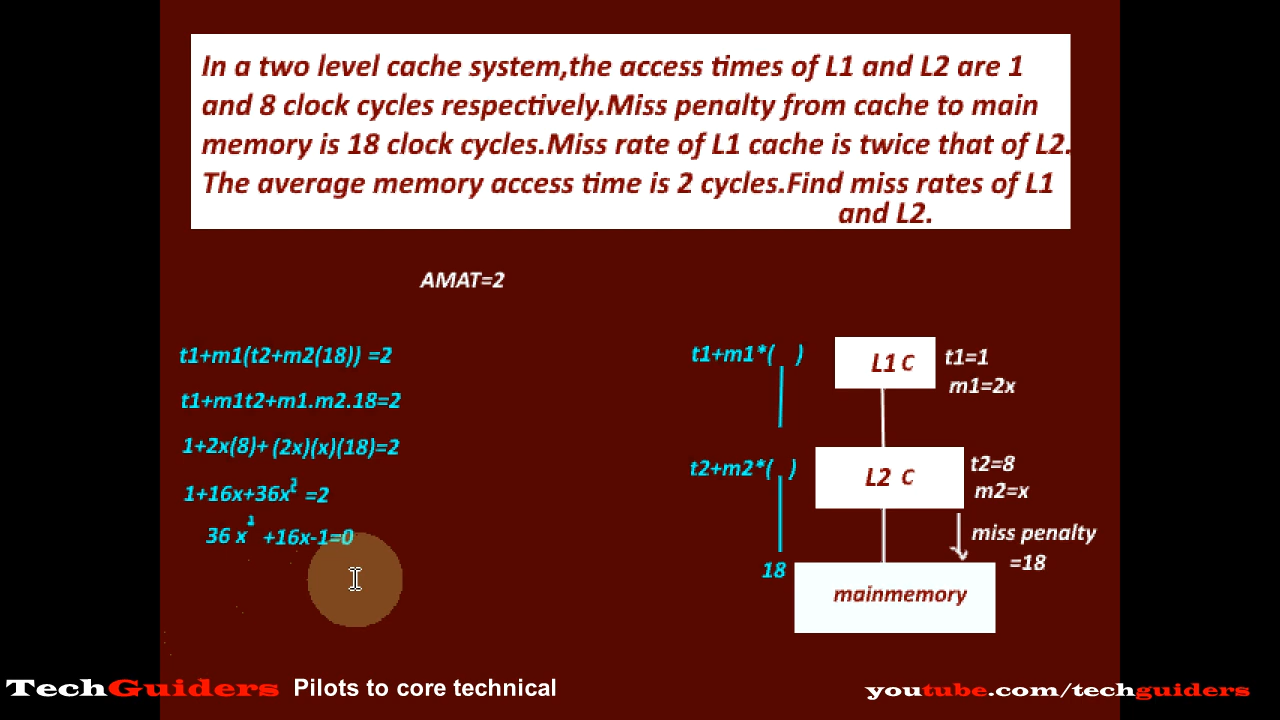 In a two level cache system,the access times of L1 and L2 are 1
and 8 clock cycles respectively.Miss penalty from cache to main
memory is 18 clock cycles.Miss rate of L1 cache is twice that of L2.
The average memory access time is 2 cycles.Find miss rates of L1
and L2.
AMAT=2
t1+m1(t2+m2(18)) =2
t1+m1t2+m1.m2.18=2
1+2x(8)+(2x)(x)(18)=2
1+16x+36x² =2
36 x² +16x-1=0
t1+m1*( )
L1 C
t1=1
m1=2x
t2+m2*( )
L2 C
t2=8
m2=x
miss penalty
=18
18
mainmemory
TechGuiders Pilots to core technical
youtube.com/techguiders